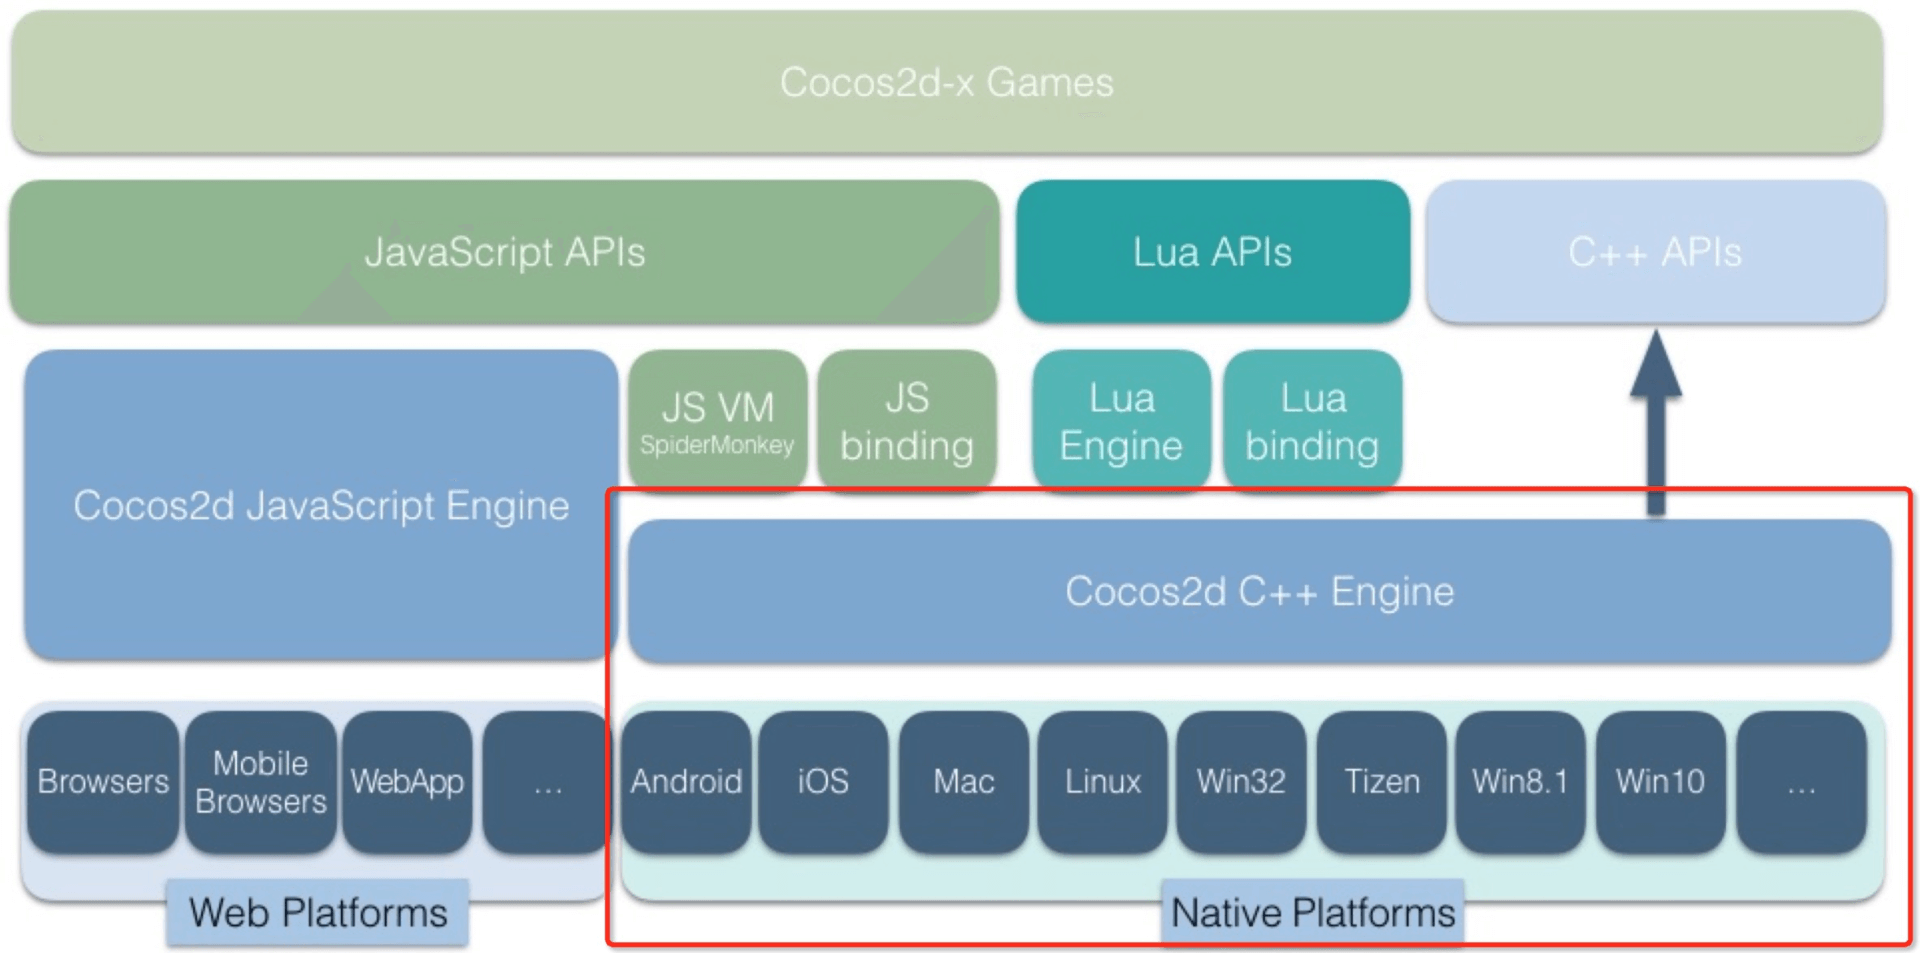 Cocos2d-x Games
JavaScript APIs
Lua APIs
C++ APIs
Cocos2d JavaScript Engine
JS VM
SpiderMonkey
JS
binding
Lua
Engine
Lua
binding
Cocos2d C++ Engine
Browsers
Mobile
Browsers
WebApp
...
Android
iOS
Mac
Linux
Win32
Tizen
Win8.1
Win10
...
Web Platforms
Native Platforms